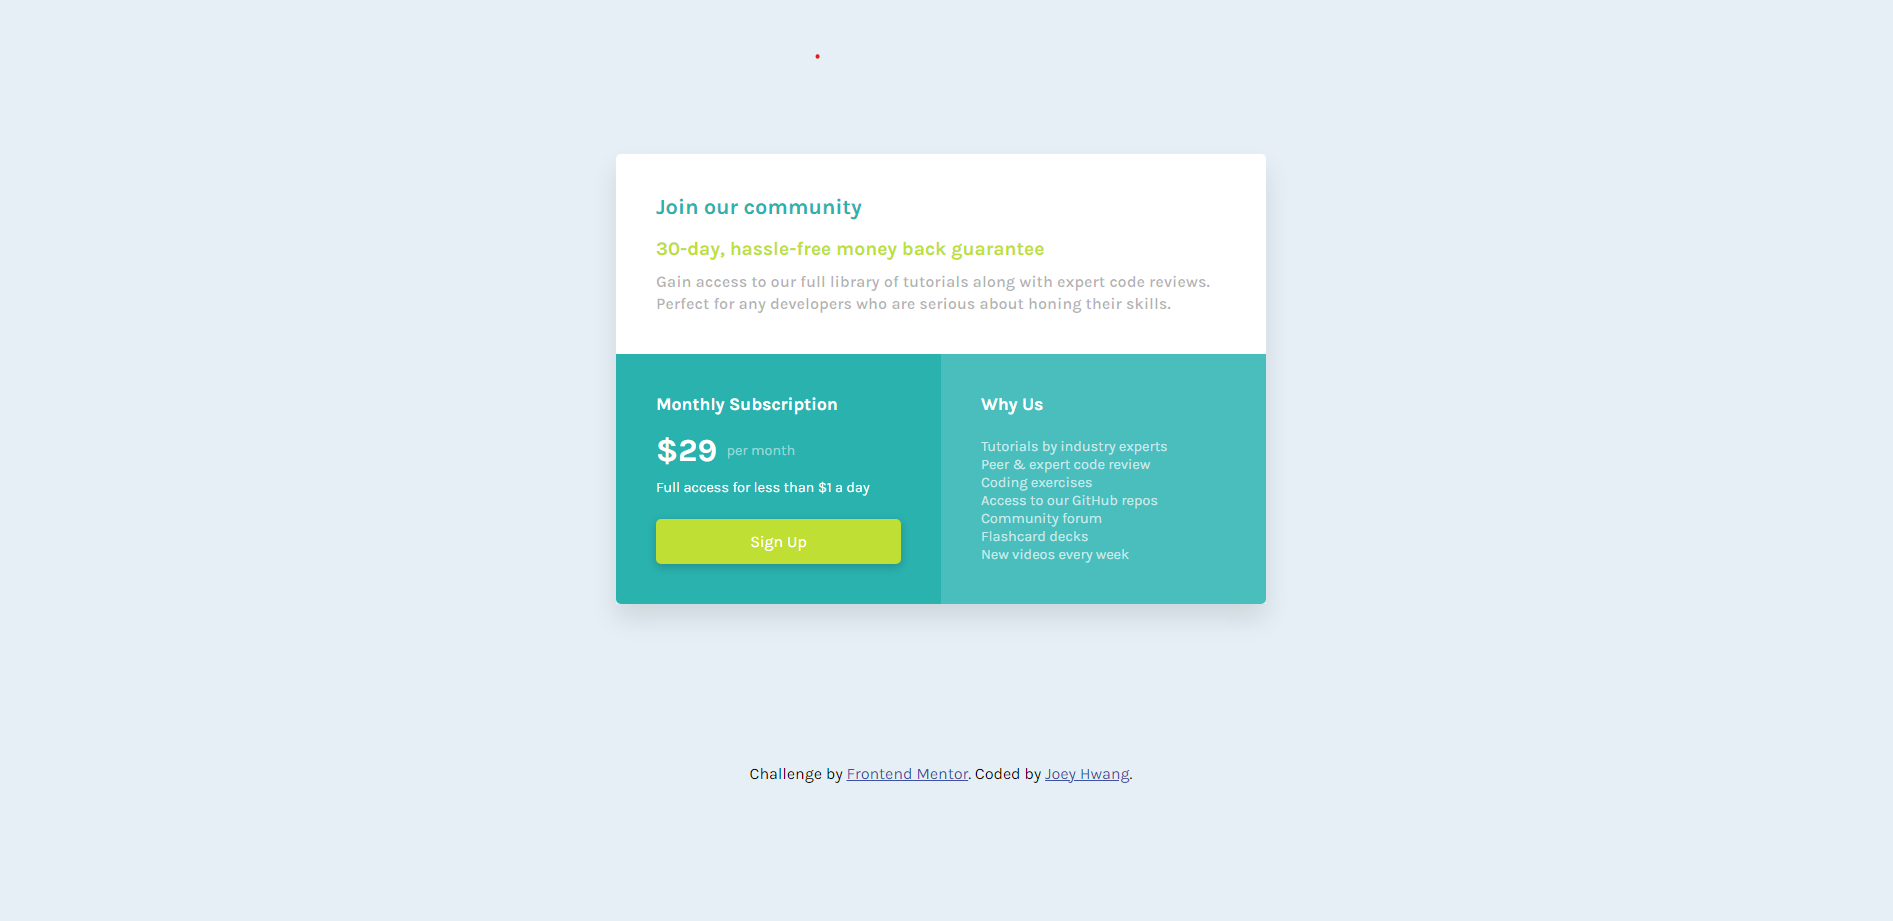 Join our community
30-day, hassle-free money back guarantee
Gain access to our full library of tutorials along with expert code reviews.
Perfect for any developers who are serious about honing their skills.
Monthly Subscription
$29 per month
Full access for less than $1 a day
Sign Up
Why Us
Tutorials by industry experts
Peer & expert code review
Coding exercises
Access to our GitHub repos
Community forum
Flashcard decks
New videos every week
Challenge by Frontend Mentor. Coded by Joey Hwang.